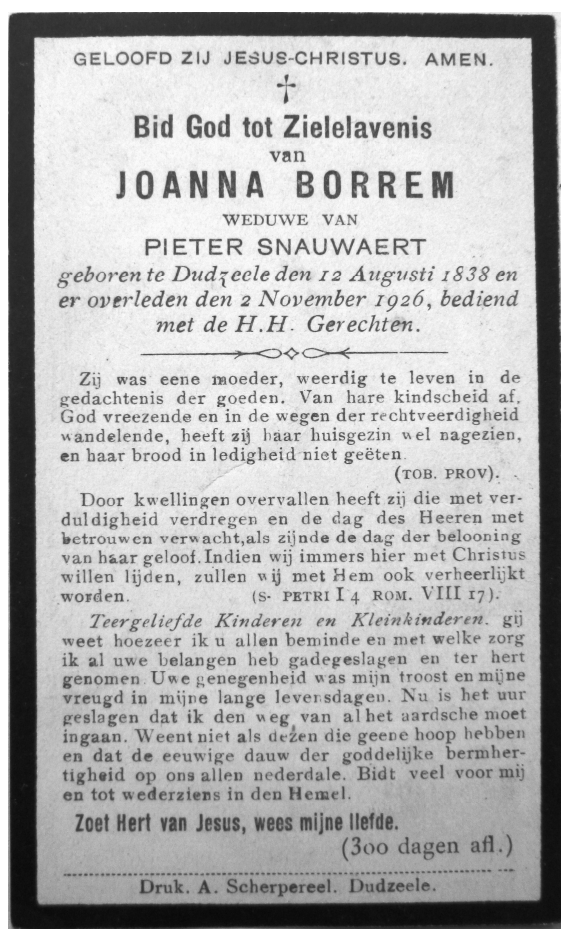 GELOOFD ZIJ JESUS-CHRISTUS. AMEN.
Bid God tot Zielelavenis
van
JOANNA BORREM
WEDUWE VAN
PIETER SNAUWAERT
geboren te Dudzeele den 12 Augusti 1838 en
er overleden den 2 November 1926, bediend
met de H.H. Gerechten.
Zij was eene moeder, weerdig te leven in de
gedachtenis der goeden. Van hare kindscheid af,
God vreezende en in de wegen der rechtveerdigheid
wandelende, heeft zij haar huisgezin wel nagezien,
en haar brood in ledigheid niet geëten.
(TOB. PROV).
Door kwellingen overvallen heeft zij die met ver-
duldigheid verdregen en de dag des Heeren met
betrouwen verwacht, als zijnde de dag der belooning
van haar geloof. Indien wij immers hier met Christus
willen lijden, zullen wij met Hem ook verheerlijkt
worden. (S. PETRI I 4 ROM. VIII 17).
Teergeliefde Kinderen en Kleinkinderen. gij
weet hoezeer ik u allen beminde en met welke zorg
ik al uwe belangen heb gadegeslagen en ter hert
genomen. Uwe genegenheid was mijn troost en mijne
vreugd in mijne lange levensdagen. Nu is het uur
geslagen dat ik den weg van al het aardsche moet
ingaan. Weent niet als dezen die geene hoop hebben
en dat de eeuwige dauw der goddelijke bermher-
tigheid op ons allen nederdale. Bidt veel voor mij
en tot wederziens in den Hemel.
Zoet Hert van Jesus, wees mijne liefde.
(300 dagen afl.)
Druk. A. Scherpereel. Dudzeele.